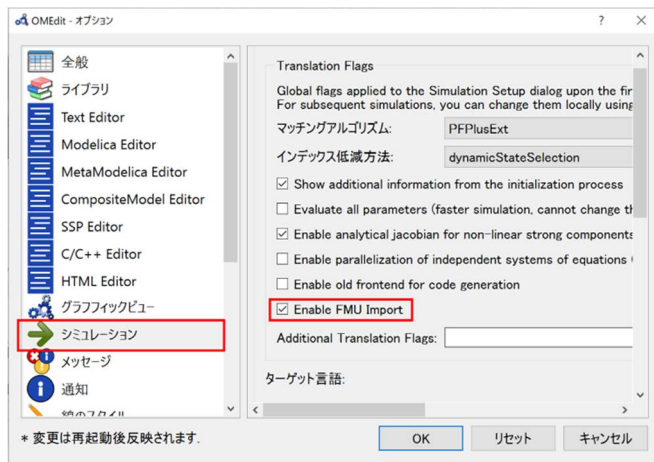 OMEdit - オプション
全般
ライブラリ
Text Editor
Modelica Editor
MetaModelica Editor
CompositeModel Editor
SSP Editor
C/C++ Editor
HTML Editor
グラフフィックビュー
シミュレーション
メッセージ
通知
線のスタイル
Translation Flags
Global flags applied to the Simulation Setup dialog upon the fir
For subsequent simulations, you can change them locally using
マッチングアルゴリズム: PFPlusExt
インデックス低減方法: dynamicStateSelection
Show additional information from the initialization process
Evaluate all parameters (faster simulation, cannot change th
Enable analytical jacobian for non-linear strong components
Enable parallelization of independent systems of equations (
Enable old frontend for code generation
Enable FMU Import
Additional Translation Flags:
ターゲット言語:
* 変更は再起動後反映されます.
OK リセット キャンセル